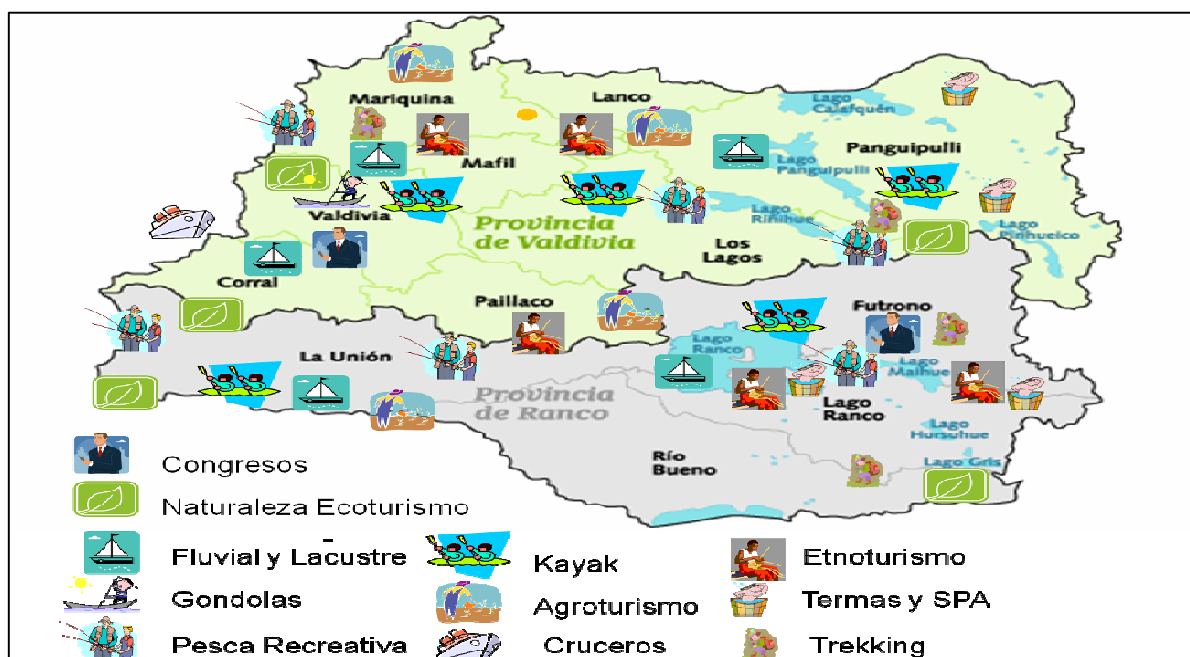 Mariquina
Lanco
Lago
Calafquén
Mafil
Panguipulli
Lago
Panguipulli
Valdivia
Provincia
de Valdivia
Lago
Riñihue
Los
Lagos
Lago
Pirihueico
Corral
Paillaco
Futrono
La Unión
Lago
Ranco
Provincia
de Ranco
Lago
Maihue
Lago
Ranco
Lago
Río
Bueno
Lago Gris
Congresos
Naturaleza Ecoturismo
Fluvial y Lacustre
Kayak
Etnoturismo
Gondolas
Agroturismo
Termas y SPA
Pesca Recreativa
Cruceros
Trekking